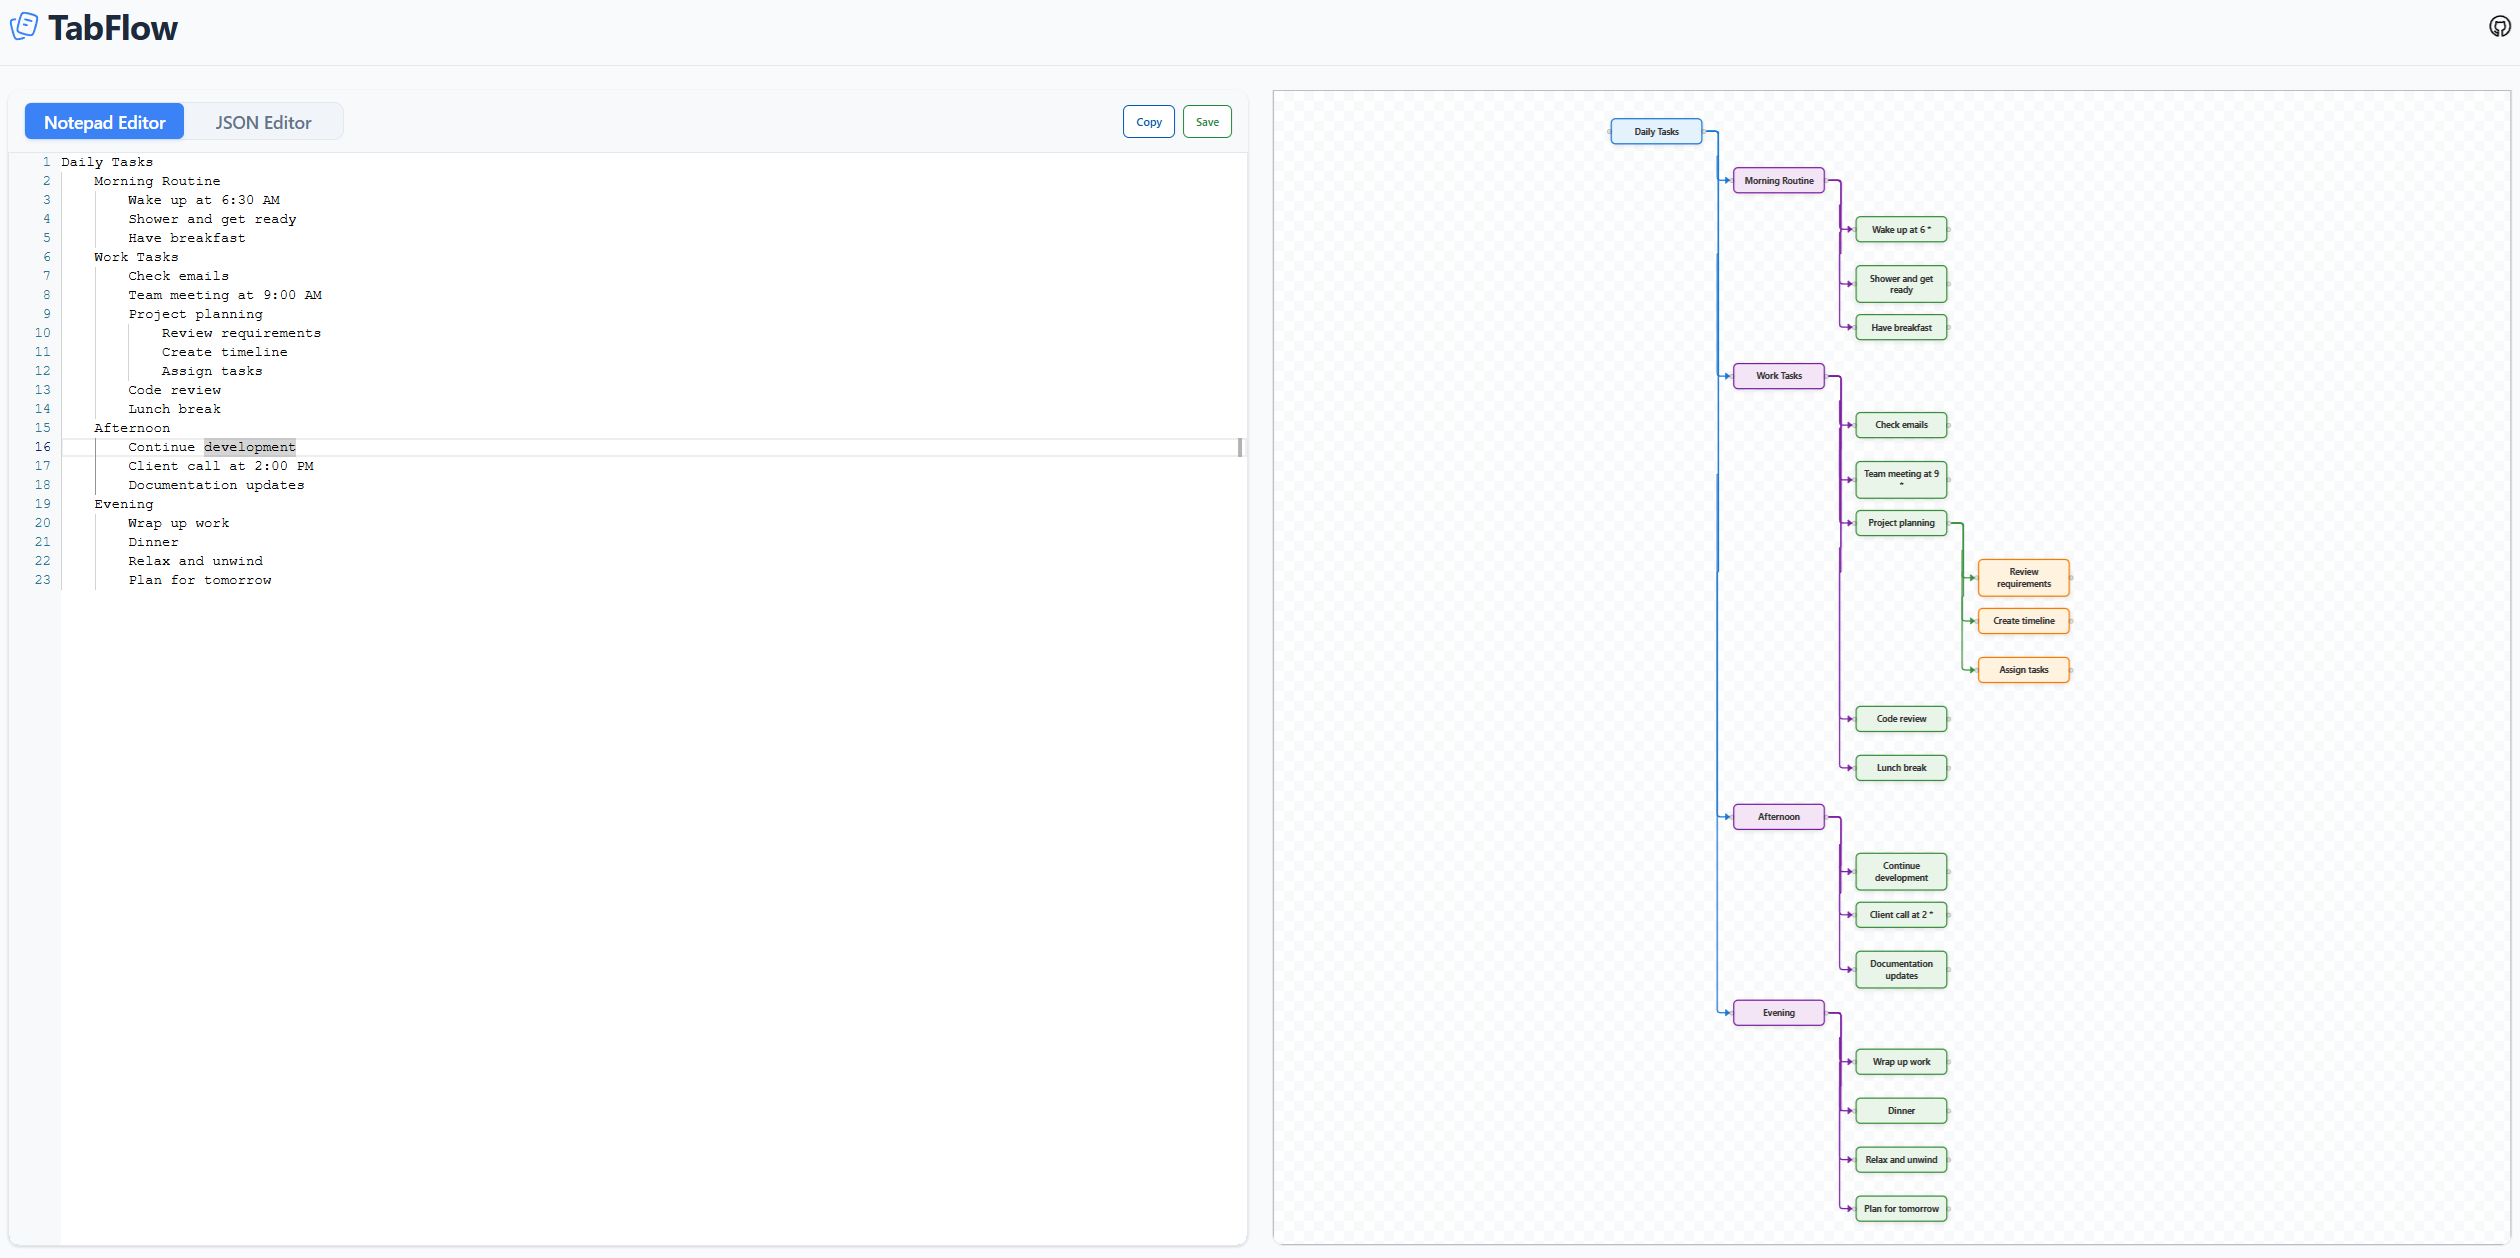 TabFlow
Notepad Editor
JSON Editor
Copy
Save
1 Daily Tasks
2 Morning Routine
3 Wake up at 6:30 AM
4 Shower and get ready
5 Have breakfast
6 Work Tasks
7 Check emails
8 Team meeting at 9:00 AM
9 Project planning
10 Review requirements
11 Create timeline
12 Assign tasks
13 Code review
14 Lunch break
15 Afternoon
16 Continue development
17 Client call at 2:00 PM
18 Documentation updates
19 Evening
20 Wrap up work
21 Dinner
22 Relax and unwind
23 Plan for tomorrow
Daily Tasks
Morning Routine
Wake up at 6 *
Shower and get
ready
Have breakfast
Work Tasks
Check emails
Team meeting at 9
*
Project planning
Review
requirements
Create timeline
Assign tasks
Code review
Lunch break
Afternoon
Continue
development
Client call at 2 *
Documentation
updates
Evening
Wrap up work
Dinner
Relax and unwind
Plan for tomorrow